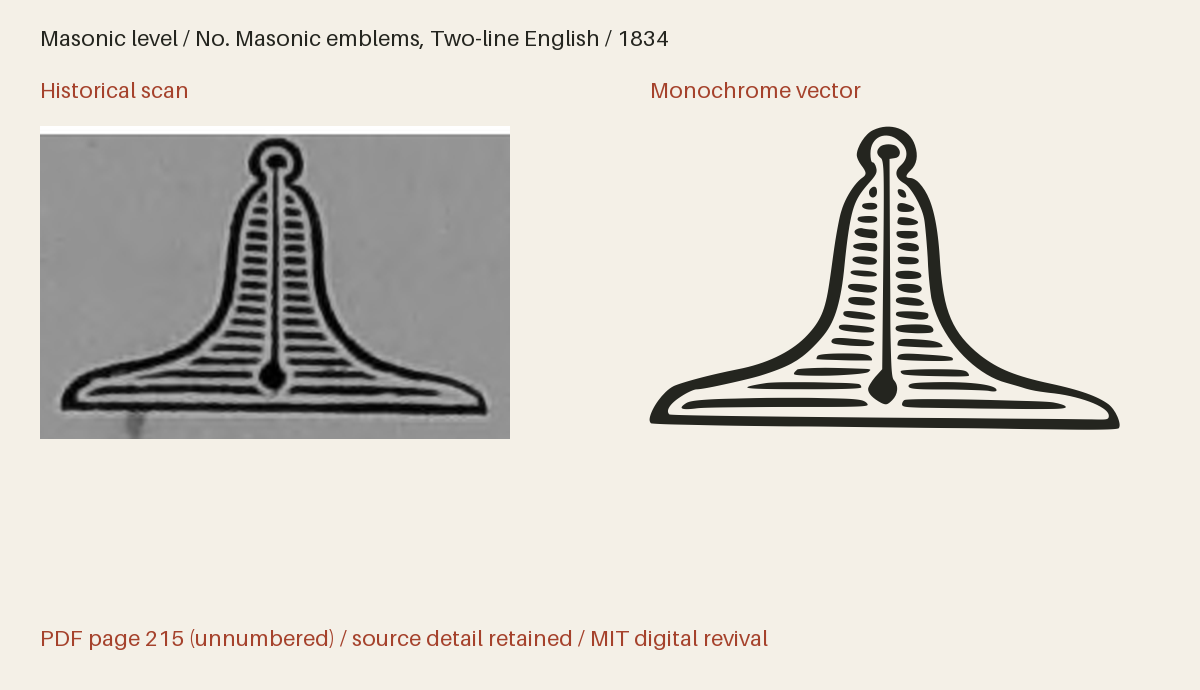 Masonic level / No. Masonic emblems, Two-line English / 1834
Historical scan
Monochrome vector
PDF page 215 (unnumbered) / source detail retained / MIT digital revival